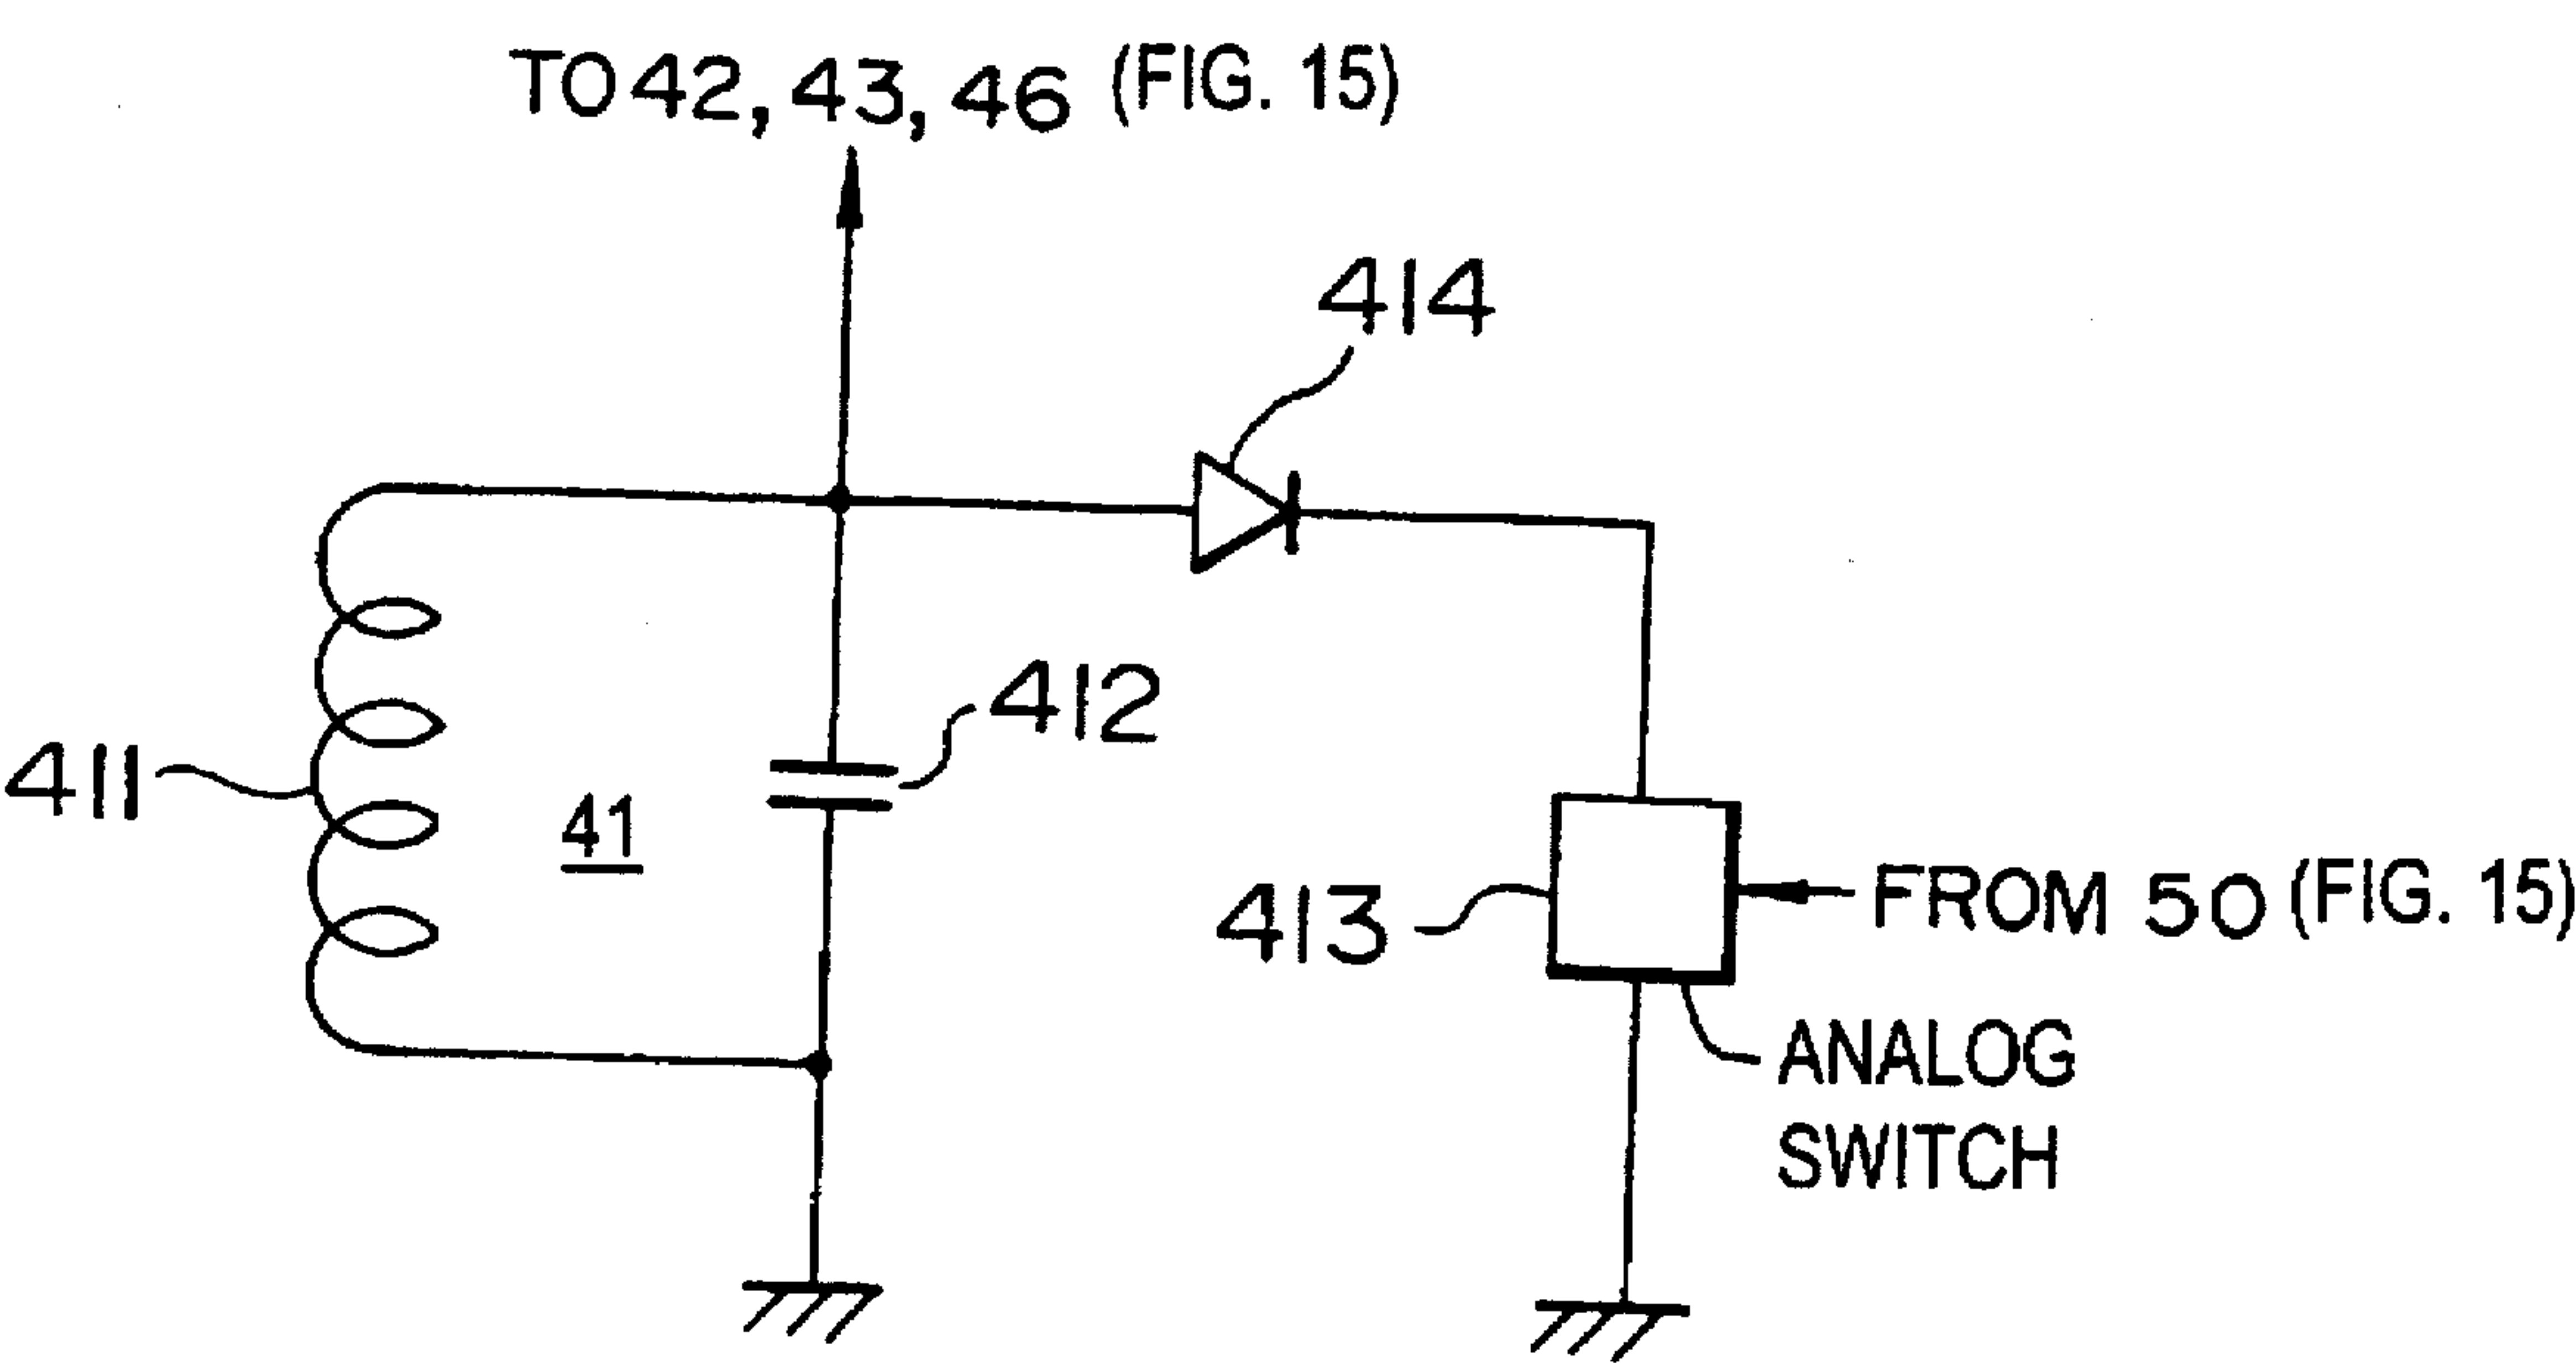 TO 42, 43, 46 (FIG. 15)
414
412
411
41
413
FROM 50 (FIG. 15)
ANALOG
SWITCH